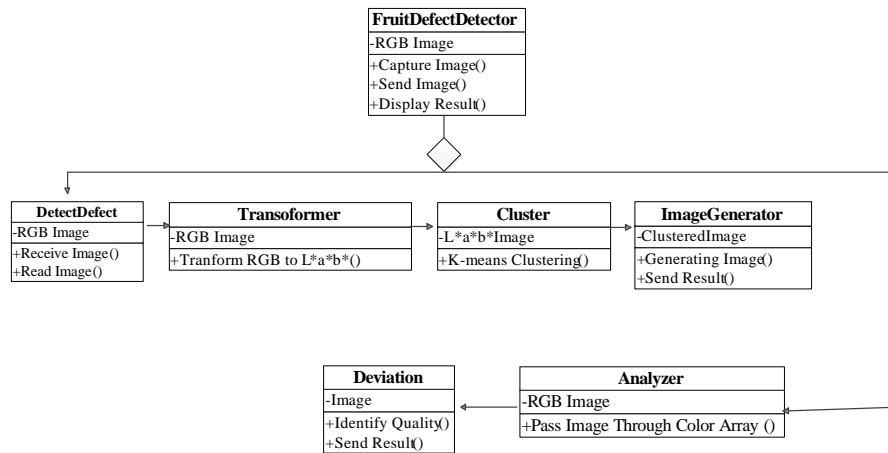 FruitDefectDetector
-RGB Image
+Capture Image()
+Send Image()
+Display Result()
DetectDefect
-RGB Image
+Receive Image()
+Read Image()
Transoformer
-RGB Image
+Tranform RGB to L*a*b*()
Cluster
-L*a*b*Image
+K-means Clustering()
ImageGenerator
-ClusteredImage
+Generating Image()
+Send Result()
Deviation
-Image
+Identify Quality()
+Send Result()
Analyzer
-RGB Image
+Pass Image Through Color Array ()